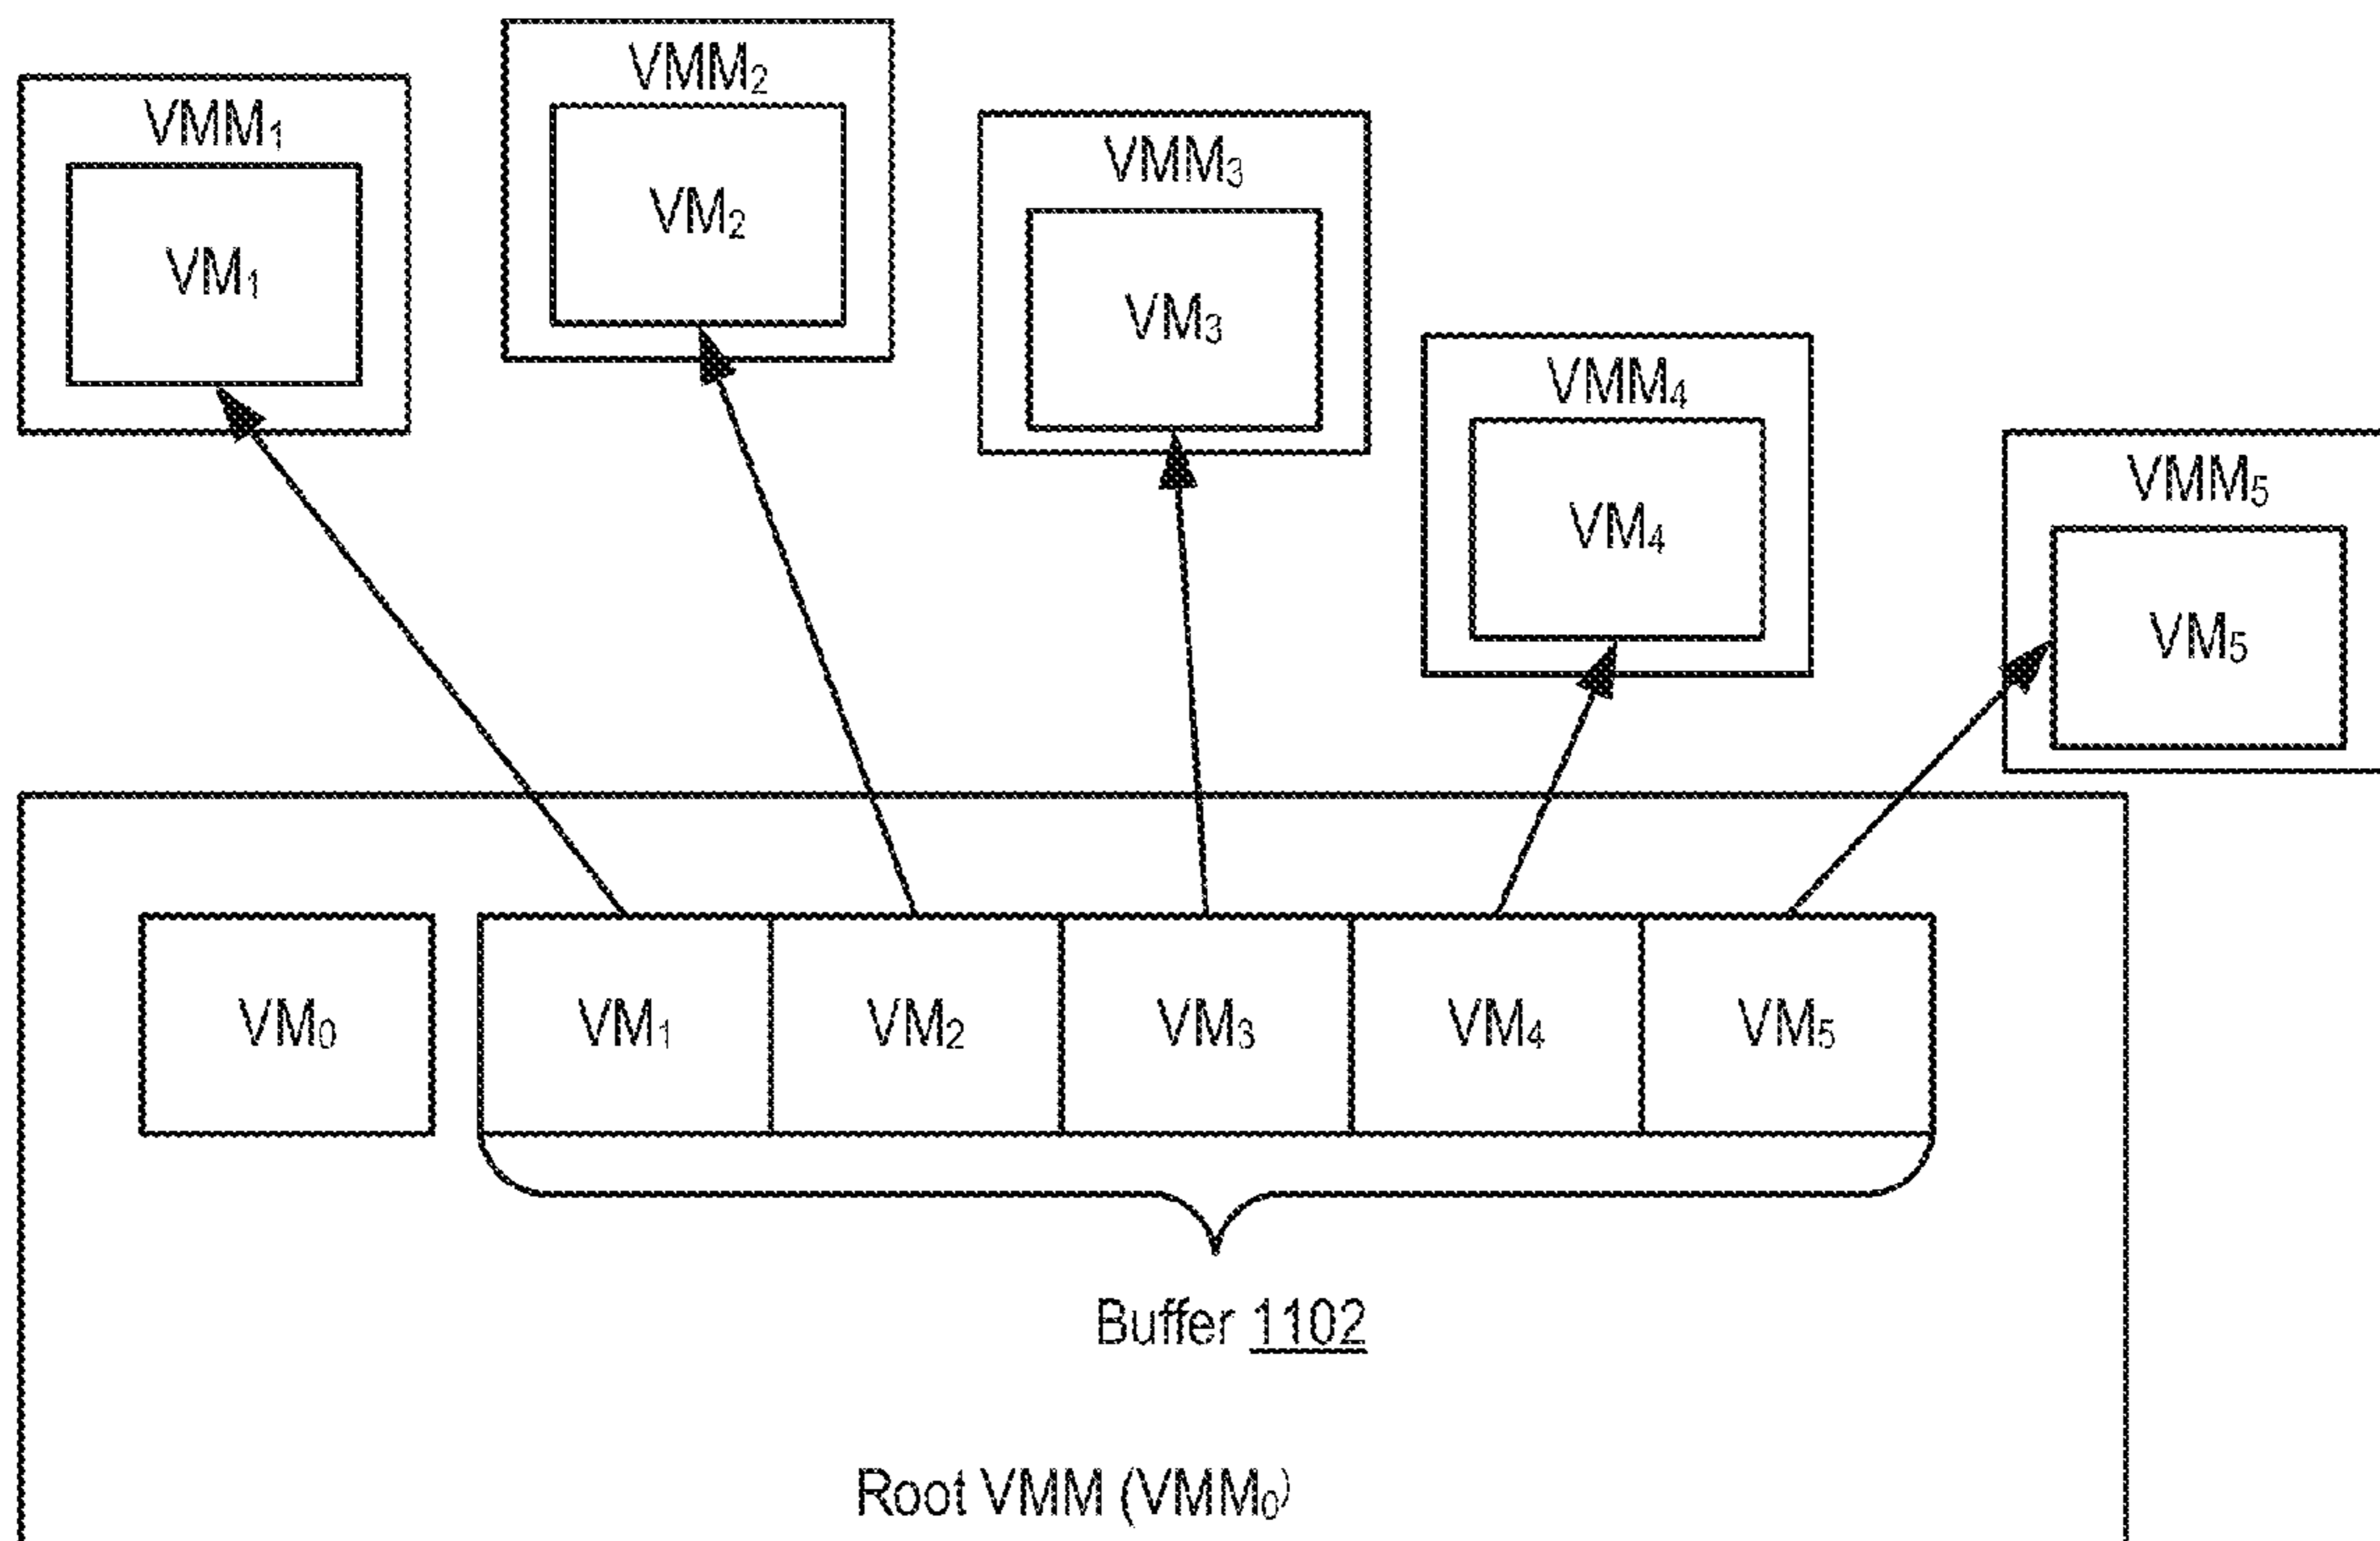 VMM₁
VM₁
VMM₂
VM₂
VMM₃
VM₃
VMM₄
VM₄
VMM₅
VM₅
VM₀
VM₁
VM₂
VM₃
VM₄
VM₅
Buffer 1102
Root VMM (VMM₀)